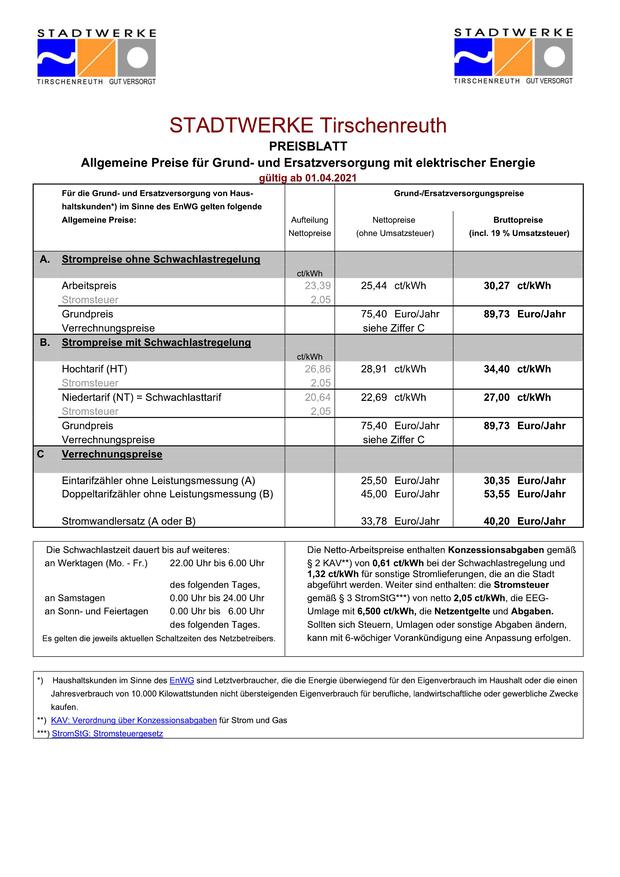 STADTWERKE
TIRSCHENREUTH GUT VERSORGT
STADTWERKE
TIRSCHENREUTH GUT VERSORGT
STADTWERKE Tirschenreuth
PREISBLATT
Allgemeine Preise für Grund- und Ersatzversorgung mit elektrischer Energie
gültig ab 01.04.2021
Für die Grund- und Ersatzversorgung von Haus-
haltskunden*) im Sinne des EnWG gelten folgende
Allgemeine Preise:
Aufteilung
Nettopreise
Grund-/Ersatzversorgungspreise
Nettopreise
(ohne Umsatzsteuer)
Bruttopreise
(incl. 19 % Umsatzsteuer)
A. Strompreise ohne Schwachlastregelung
ct/kWh
Arbeitspreis 23,39 25,44 ct/kWh 30,27 ct/kWh
Stromsteuer 2,05
Grundpreis 75,40 Euro/Jahr 89,73 Euro/Jahr
Verrechnungspreise siehe Ziffer C
B. Strompreise mit Schwachlastregelung
ct/kWh
Hochtarif (HT) 26,86 28,91 ct/kWh 34,40 ct/kWh
Stromsteuer 2,05
Niedertarif (NT) = Schwachlasttarif 20,64 22,69 ct/kWh 27,00 ct/kWh
Stromsteuer 2,05
Grundpreis 75,40 Euro/Jahr 89,73 Euro/Jahr
Verrechnungspreise siehe Ziffer C
C Verrechnungspreise
Eintarifzähler ohne Leistungsmessung (A) 25,50 Euro/Jahr 30,35 Euro/Jahr
Doppeltarifzähler ohne Leistungsmessung (B) 45,00 Euro/Jahr 53,55 Euro/Jahr
Stromwandlersatz (A oder B) 33,78 Euro/Jahr 40,20 Euro/Jahr
Die Schwachlastzeit dauert bis auf weiteres:
an Werktagen (Mo. - Fr.) 22.00 Uhr bis 6.00 Uhr
des folgenden Tages,
an Samstagen 0.00 Uhr bis 24.00 Uhr
an Sonn- und Feiertagen 0.00 Uhr bis 6.00 Uhr
des folgenden Tages.
Es gelten die jeweils aktuellen Schaltzeiten des Netzbetreibers.
Die Netto-Arbeitspreise enthalten Konzessionsabgaben gemäß
§ 2 KAV**) von 0,61 ct/kWh bei der Schwachlastregelung und
1,32 ct/kWh für sonstige Stromlieferungen, die an die Stadt
abgeführt werden. Weiter sind enthalten: die Stromsteuer
gemäß § 3 StromStG***) von netto 2,05 ct/kWh, die EEG-
Umlage mit 6,500 ct/kWh, die Netzentgelte und Abgaben.
Sollten sich Steuern, Umlagen oder sonstige Abgaben ändern,
kann mit 6-wöchiger Vorankündigung eine Anpassung erfolgen.
*) Haushaltskunden im Sinne des EnWG sind Letztverbraucher, die die Energie überwiegend für den Eigenverbrauch im Haushalt oder die einen
Jahresverbrauch von 10.000 Kilowattstunden nicht übersteigenden Eigenverbrauch für berufliche, landwirtschaftliche oder gewerbliche Zwecke
kaufen.
**) KAV: Verordnung über Konzessionsabgaben für Strom und Gas
***) StromStG: Stromsteuergesetz